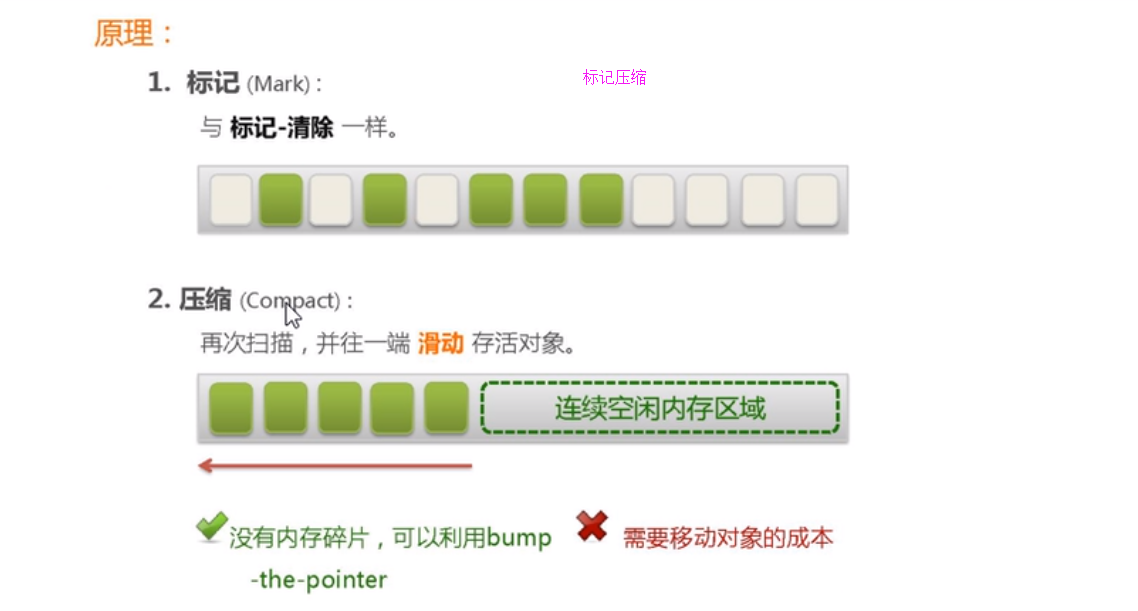 原理：
1. 标记 (Mark) :
标记压缩
与 标记-清除 一样。
2. 压缩 (Compact) :
再次扫描，并往一端 滑动 存活对象。
连续空闲内存区域
没有内存碎片，可以利用bump
-the-pointer
需要移动对象的成本